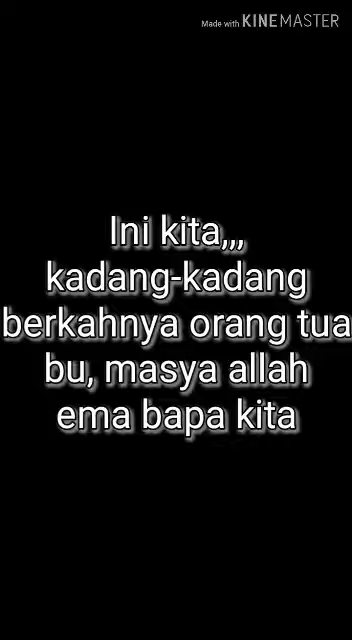 Made with KINEMASTER
Ini kita,,,
kadang-kadang
berkahnya orang tua
bu, masya allah
ema bapa kita